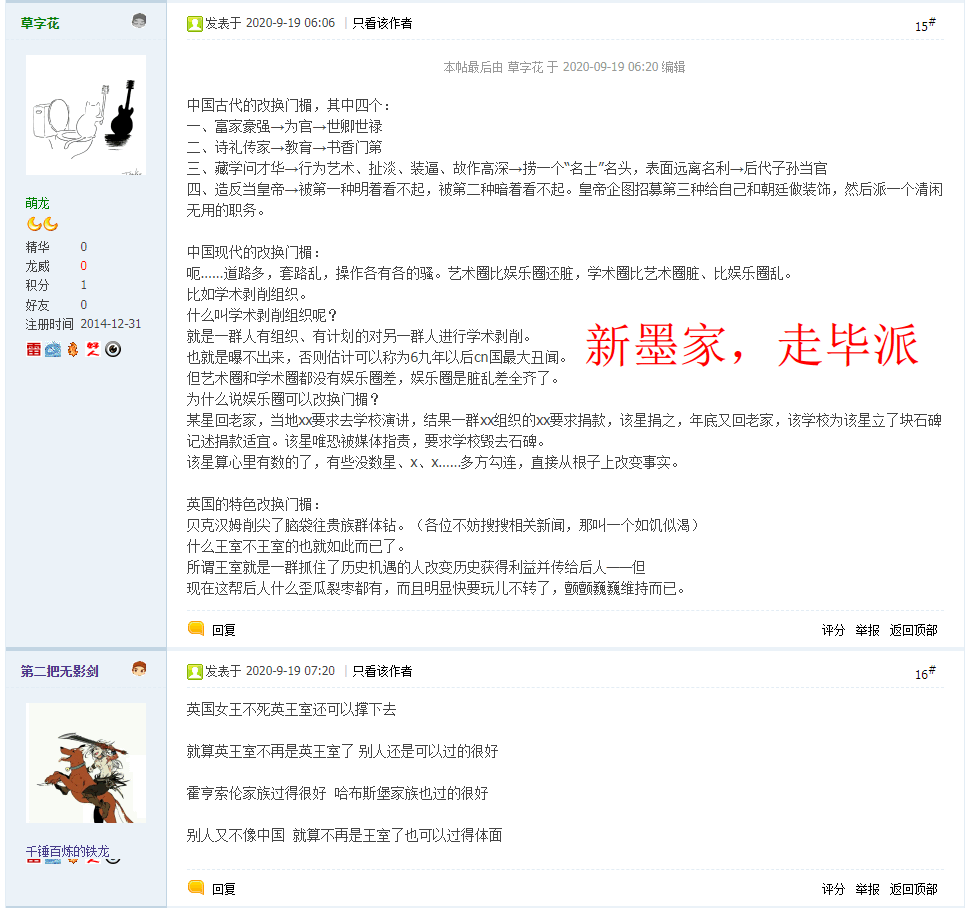 草字花
发表于 2020-9-19 06:06 | 只看该作者
15#
本帖最后由 草字花 于 2020-09-19 06:20 编辑
中国古代的改换门楣，其中四个：
一、富家豪强→为官→世卿世禄
二、诗礼传家→教育→书香门第
三、藏学问才华→行为艺术、扯淡、装逼、故作高深→捞一个“名士”名头，表面远离名利→后代子孙当官
四、造反当皇帝→被第一种明着看不起，被第二种暗着看不起。皇帝企图招募第三种给自己和朝廷做装饰，然后派一个清闲
无用的职务。
中国现代的改换门楣：
呃......道路多，套路乱，操作各有各的骚。艺术圈比娱乐圈还脏，学术圈比艺术圈脏、比娱乐圈乱。
比如学术剥削组织。
什么叫学术剥削组织呢？
就是一群人有组织、有计划的对另一群人进行学术剥削。
也就是曝不出来，否则估计可以称为6九年以后cn国最大丑闻。
但艺术圈和学术圈都没有娱乐圈差，娱乐圈是脏乱差全齐了。
为什么说娱乐圈可以改换门楣？
某星回老家，当地xx要求去学校演讲，结果一群xx组织的xx要求捐款，该星捐之，年底又回老家，该学校为该星立了块石碑
记述捐款适宜。该星唯恐被媒体指责，要求学校毁去石碑。
该星算心里有数的了，有些没数星、x、x......多方勾连，直接从根子上改变事实。
英国的特色改换门楣：
贝克汉姆削尖了脑袋往贵族群体钻。（各位不妨搜搜相关新闻，那叫一个如饥似渴）
什么王室不王室的也就如此而已了。
所谓王室就是一群抓住了历史机遇的人改变历史获得利益并传给后人——但
现在这帮后人什么歪瓜裂枣都有，而且明显快要玩儿不转了，颤颤巍巍维持而已。
新墨家，走毕派
萌龙
精华 0
龙威 0
积分 1
好友 0
注册时间 2014-12-31
雷
回复
评分 举报 返回顶部
第二把无影剑
发表于 2020-9-19 07:20 | 只看该作者
16#
英国女王不死英王室还可以撑下去
就算英王室不再是英王室了 别人还是可以过的很好
霍亨索伦家族过得很好 哈布斯堡家族也过的很好
别人又不像中国 就算不再是王室了也可以过得体面
千锤百炼的铁龙
回复
评分 举报 返回顶部